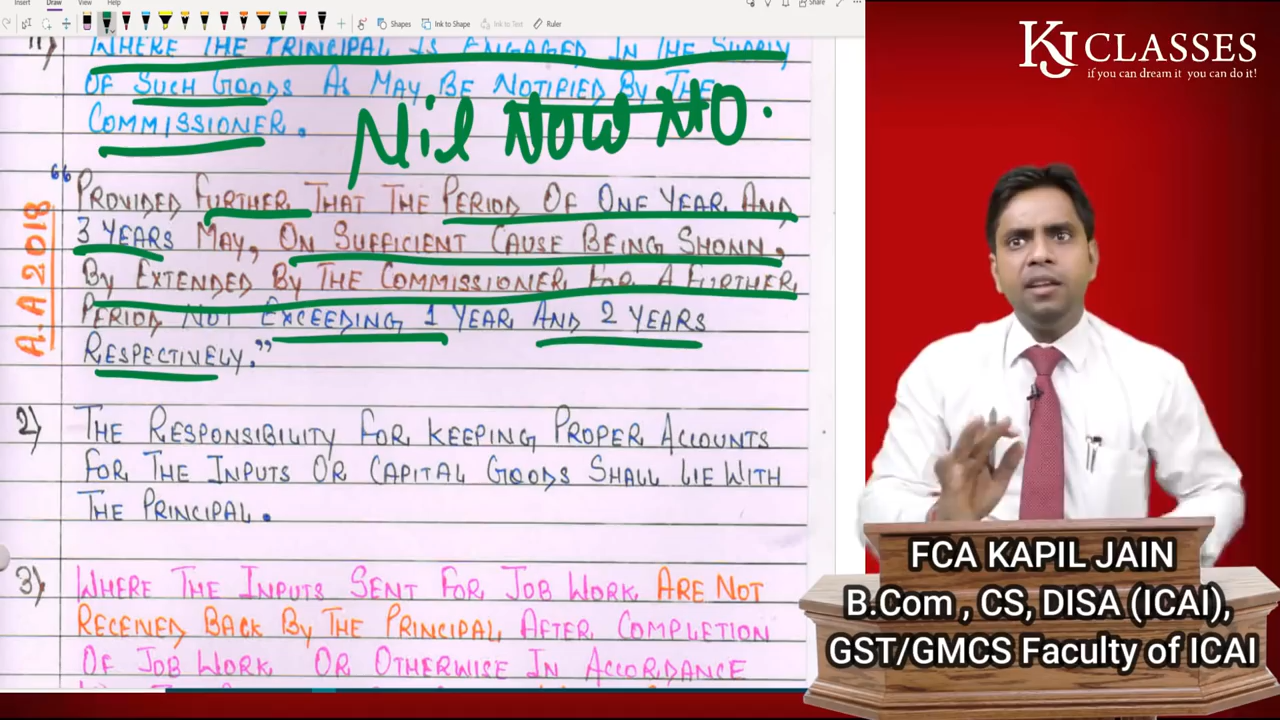 Insert Draw View Help
Share
Shapes Ink to Shape Ink to Text Ruler
WHERE THE PRINCIPAL IS ENGAGED IN THE SUPPLY
OF SUCH GOODS AS MAY BE NOTIFIED BY THE
COMMISSIONER.
Nil Now
"PROVIDED FURTHER THAT THE PERIOD OF ONE YEAR AND
3 YEARS MAY, ON SUFFICIENT CAUSE BEING SHONN,
BY EXTENDED BY THE COMMISSIONER FOR A FURTHER
PERIOD NOT EXCEEDING 1 YEAR AND 2 YEARS
RESPECTIVELY."
A.A 2018
2) THE RESPONSIBILITY FOR KEEPING PROPER ACCOUNTS
FOR THE INPUTS OR CAPITAL GOODS SHALL LIE WITH
THE PRINCIPAL.
3) WHERE THE INPUTS SENT FOR JOB WORK ARE NOT
RECENED BACK BY THE PRINCIPAL AFTER COMPLETION
OF JOB WORK OR OTHERWISE IN ACCORDANCE
KJ CLASSES
if you can dream it you can do it!
FCA KAPIL JAIN
B.Com , CS, DISA (ICAI),
GST/GMCS Faculty of ICAI